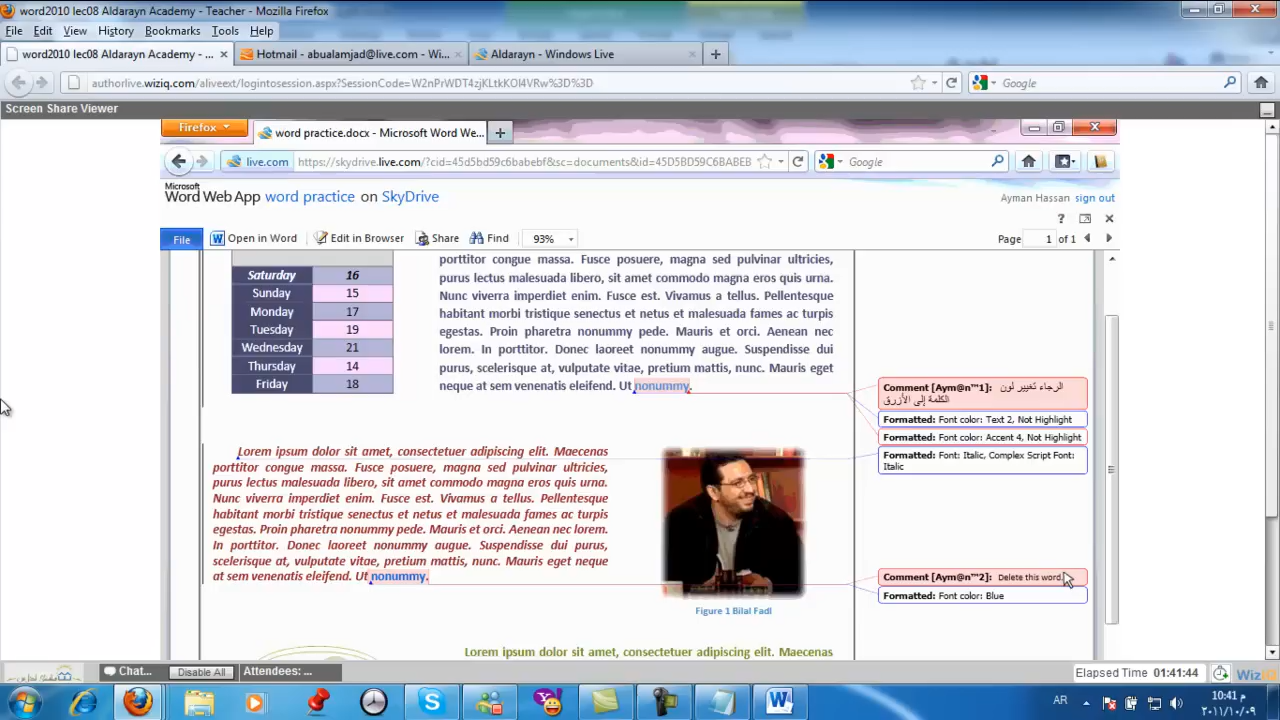 word2010 lec08 Aldarayn Academy - Teacher - Mozilla Firefox
File Edit View History Bookmarks Tools Help
word2010 lec08 Aldarayn Academy - ... Hotmail - abualamjad@live.com - Wi... Aldarayn - Windows Live
authorlive.wiziq.com/aliveext/logintosession.aspx?SessionCode=W2nPrWDT4zjKLtkKOl4VRw%3D%3D Google
Screen Share Viewer
Firefox word practice.docx - Microsoft Word We...
live.com https://skydrive.live.com/?cid=45d5bd59c6babebf&sc=documents&id=45D5BD59C6BABEB Google
Microsoft
Word Web App word practice on SkyDrive
Ayman Hassan sign out
File Open in Word Edit in Browser Share Find 93% Page 1 of 1
porttitor congue massa. Fusce posuere, magna sed pulvinar ultricies,
Saturday 16
purus lectus malesuada libero, sit amet commodo magna eros quis urna.
Sunday 15
Nunc viverra imperdiet enim. Fusce est. Vivamus a tellus. Pellentesque
Monday 17
habitant morbi tristique senectus et netus et malesuada fames ac turpis
Tuesday 19
egestas. Proin pharetra nonummy pede. Mauris et orci. Aenean nec
Wednesday 21
lorem. In porttitor. Donec laoreet nonummy augue. Suspendisse dui
Thursday 14
purus, scelerisque at, vulputate vitae, pretium mattis, nunc. Mauris eget
Friday 18
neque at sem venenatis eleifend. Ut nonummy.
Comment [Aym@n™1]: الرجاء تغيير لون
الكلمة إلى الأزرق
Formatted: Font color: Text 2, Not Highlight
Formatted: Font color: Accent 4, Not Highlight
Formatted: Font: Italic, Complex Script Font:
Italic
Lorem ipsum dolor sit amet, consectetuer adipiscing elit. Maecenas
porttitor congue massa. Fusce posuere, magna sed pulvinar ultricies,
purus lectus malesuada libero, sit amet commodo magna eros quis urna.
Nunc viverra imperdiet enim. Fusce est. Vivamus a tellus. Pellentesque
habitant morbi tristique senectus et netus et malesuada fames ac turpis
egestas. Proin pharetra nonummy pede. Mauris et orci. Aenean nec lorem.
In porttitor. Donec laoreet nonummy augue. Suspendisse dui purus,
scelerisque at, vulputate vitae, pretium mattis, nunc. Mauris eget neque
at sem venenatis eleifend. Ut nonummy.
Comment [Aym@n™2]: Delete this word.
Formatted: Font color: Blue
Figure 1 Bilal Fadl
Lorem ipsum dolor sit amet, consectetuer adipiscing elit. Maecenas
Chat... Disable All Attendees: ... Elapsed Time 01:41:44 WizIQ
AR 10:41 م
٢٠١١/١٠/٠٩